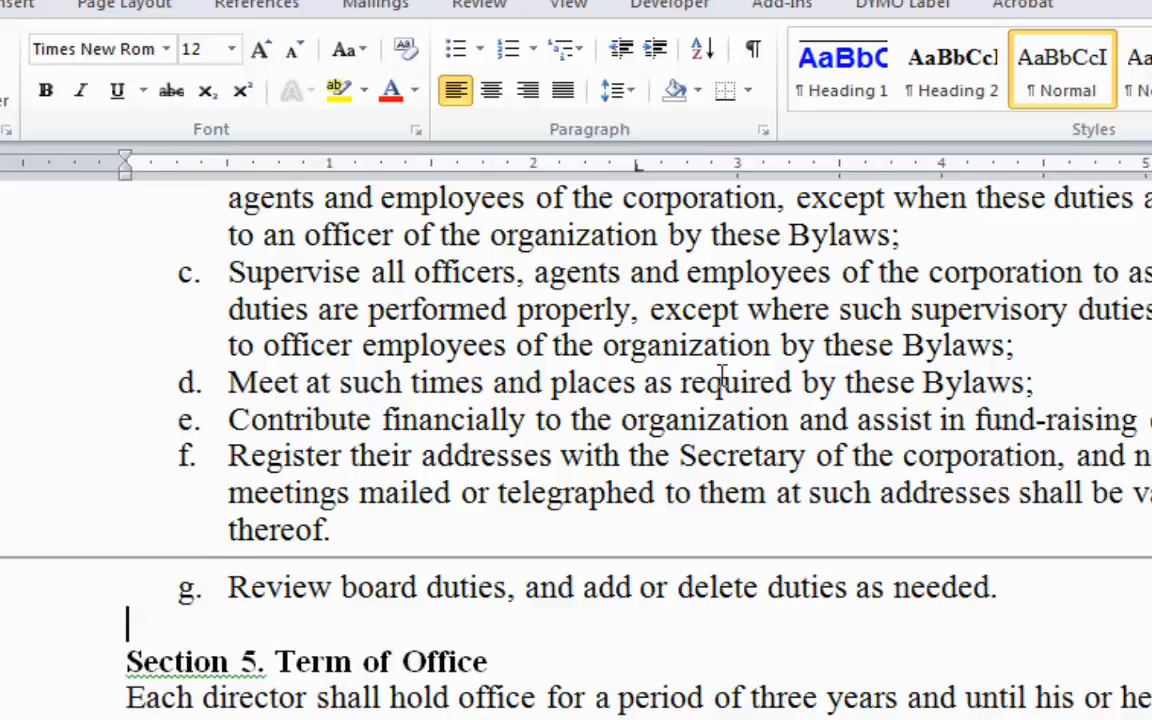 nsert Page Layout References Mailings Review View Developer Add-Ins DYMO Label Acrobat
Times New Rom 12 A A Aa
AaBbC AaBbCcI AaBbCcI
B I U abc x₂ x² A ab A ¶ Heading 1 ¶ Heading 2 ¶ Normal
Font Paragraph Styles
1 2 3 4 5
agents and employees of the corporation, except when these duties a
to an officer of the organization by these Bylaws;
c. Supervise all officers, agents and employees of the corporation to as
duties are performed properly, except where such supervisory duties
to officer employees of the organization by these Bylaws;
d. Meet at such times and places as required by these Bylaws;
e. Contribute financially to the organization and assist in fund-raising
f. Register their addresses with the Secretary of the corporation, and n
meetings mailed or telegraphed to them at such addresses shall be va
thereof.
g. Review board duties, and add or delete duties as needed.
Section 5. Term of Office
Each director shall hold office for a period of three years and until his or he